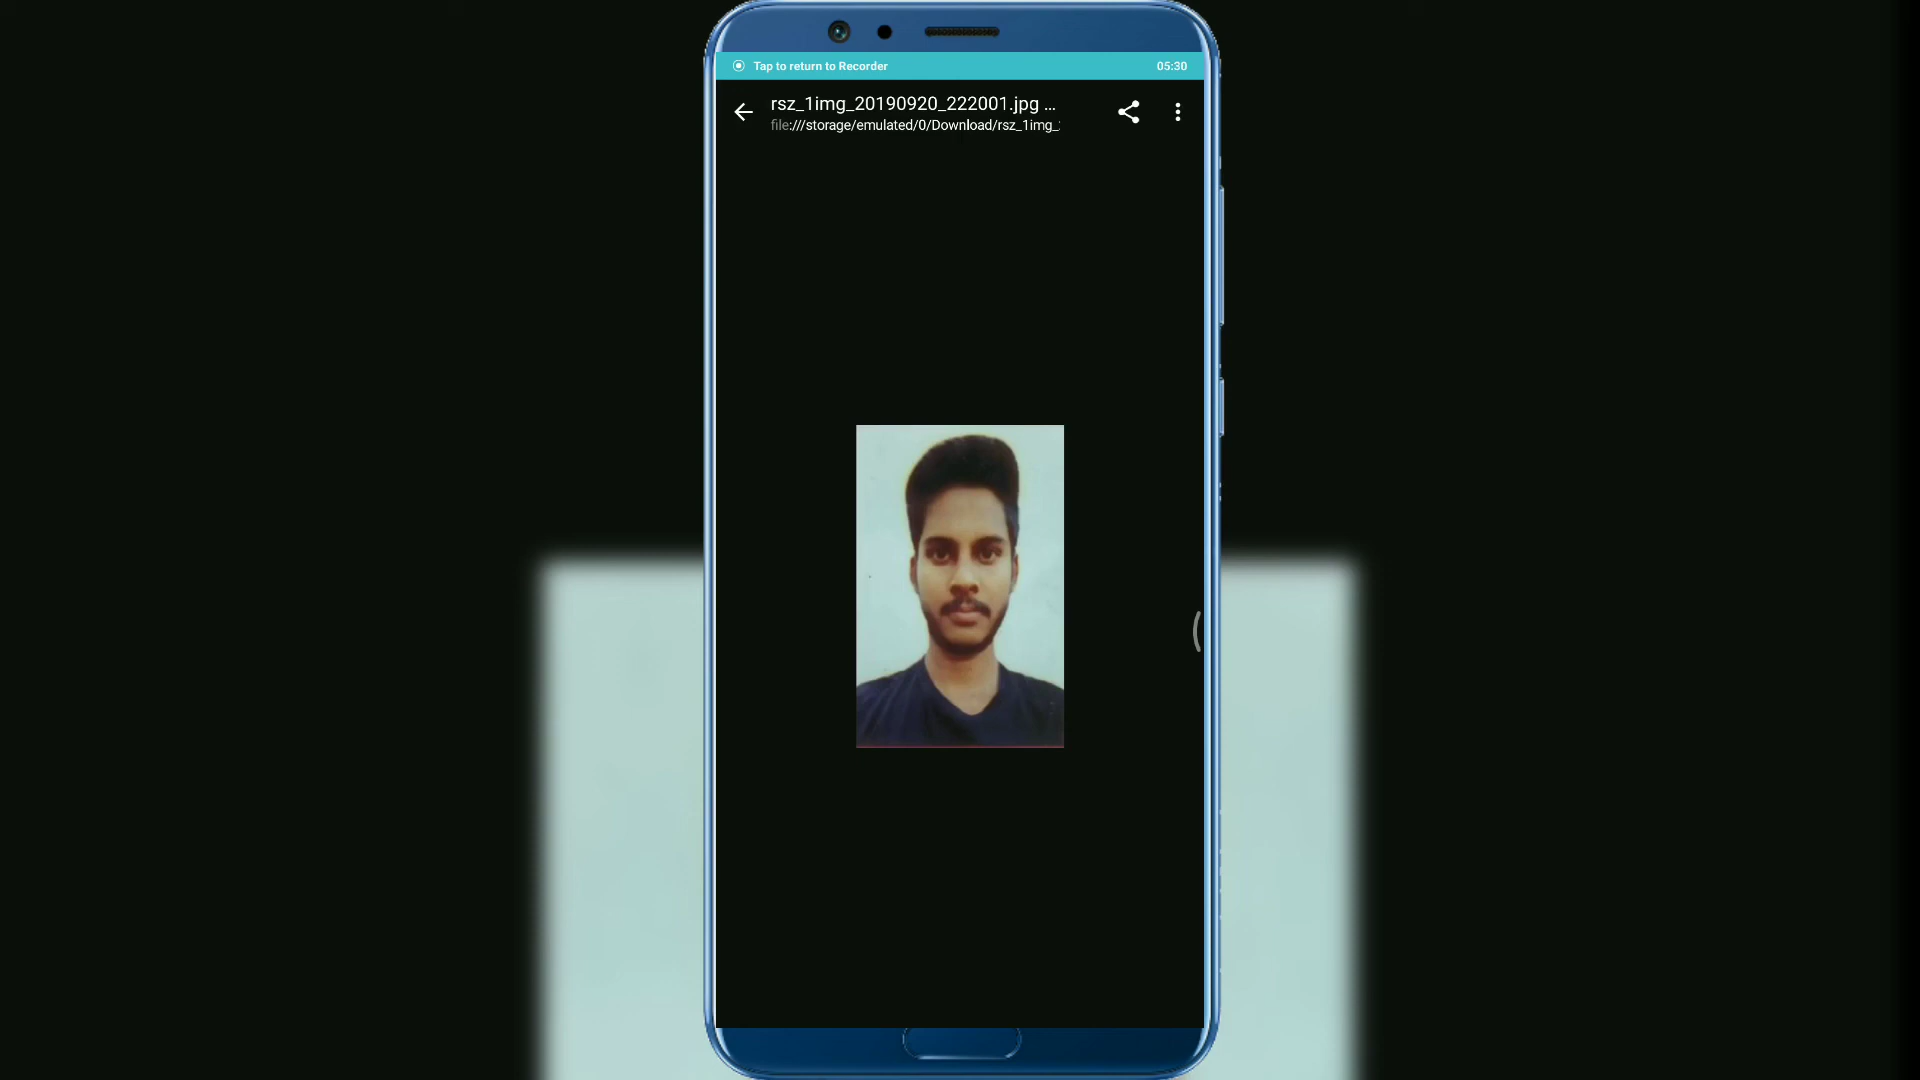 Tap to return to Recorder 05:30
rsz_1img_20190920_222001.jpg ...
file:///storage/emulated/0/Download/rsz_1img_